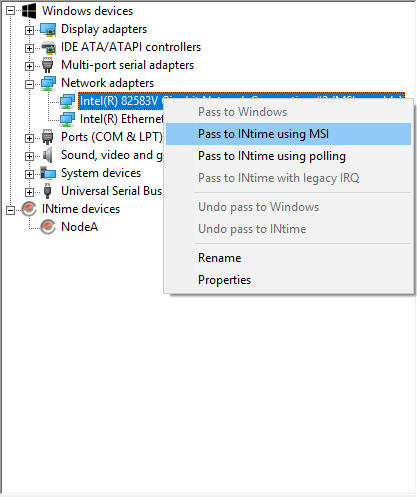 Windows devices
Display adapters
IDE ATA/ATAPI controllers
Multi-port serial adapters
Network adapters
Intel(R) 82583V
Intel(R) Ethernet
Ports (COM & LPT)
Sound, video and g
System devices
Universal Serial Bus
INtime devices
NodeA
Pass to Windows
Pass to INtime using MSI
Pass to INtime using polling
Pass to INtime with legacy IRQ
Undo pass to Windows
Undo pass to INtime
Rename
Properties